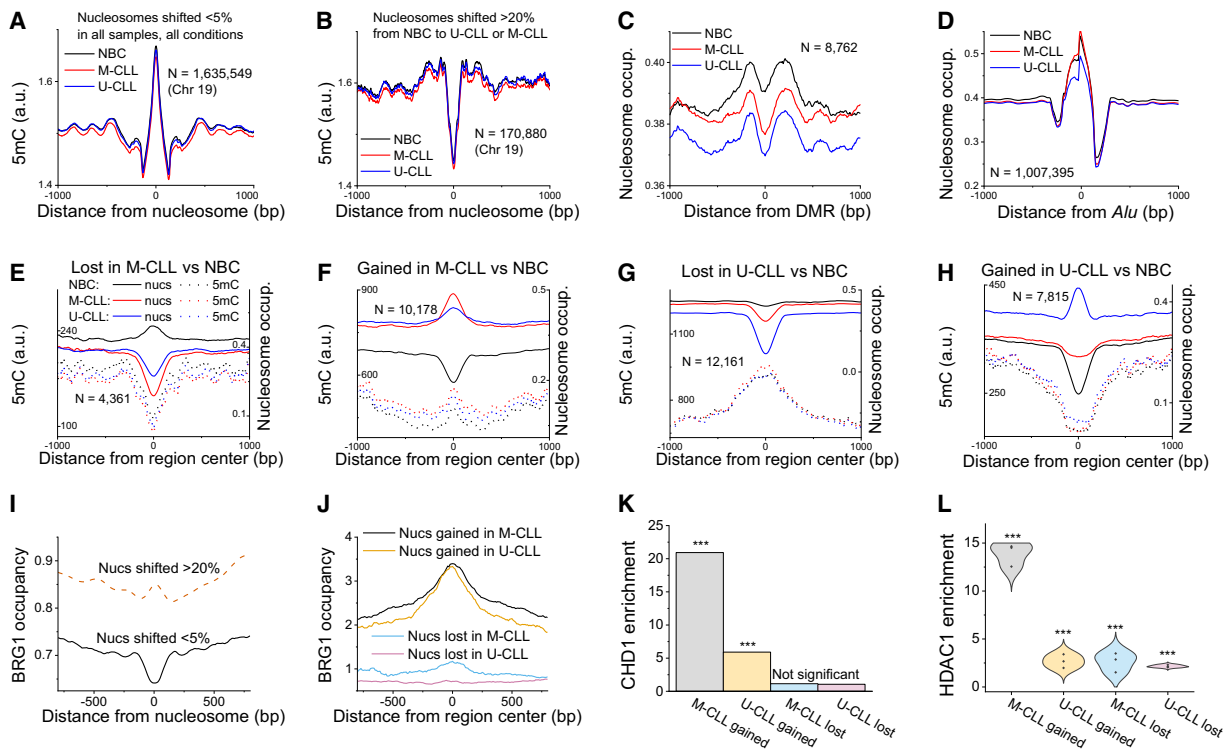 A
Nucleosomes shifted <5%
in all samples, all conditions
NBC
M-CLL
U-CLL
N = 1,635,549
(Chr 19)
5mC (a.u.)
1.6
1.5
1.4
-1000
0
1000
Distance from nucleosome (bp)
B
Nucleosomes shifted >20%
from NBC to U-CLL or M-CLL
NBC
M-CLL
U-CLL
N = 170,880
(Chr 19)
5mC (a.u.)
1.6
1.4
-1000
0
1000
Distance from nucleosome (bp)
C
NBC
M-CLL
U-CLL
N = 8,762
Nucleosome occup.
0.40
0.38
0.36
-1000
0
1000
Distance from DMR (bp)
D
NBC
M-CLL
U-CLL
N = 1,007,395
Nucleosome occup.
0.5
0.4
0.3
0.2
-1000
0
1000
Distance from Alu (bp)
E
Lost in M-CLL vs NBC
NBC: nucs 5mC
M-CLL: nucs 5mC
U-CLL: nucs 5mC
N = 4,361
5mC (a.u.)
240
100
0.4
0.1
Nucleosome occup.
-1000
0
1000
Distance from region center (bp)
F
Gained in M-CLL vs NBC
N = 10,178
5mC (a.u.)
900
600
0.5
0.2
Nucleosome occup.
-1000
0
1000
Distance from region center (bp)
G
Lost in U-CLL vs NBC
N = 12,161
5mC (a.u.)
1100
800
0.5
0.0
Nucleosome occup.
-1000
0
1000
Distance from region center (bp)
H
Gained in U-CLL vs NBC
N = 7,815
5mC (a.u.)
450
250
0.4
0.1
Nucleosome occup.
-1000
0
1000
Distance from region center (bp)
I
Nucs shifted >20%
Nucs shifted <5%
BRG1 occupancy
0.9
0.8
0.7
-500
0
500
Distance from nucleosome (bp)
J
Nucs gained in M-CLL
Nucs gained in U-CLL
Nucs lost in M-CLL
Nucs lost in U-CLL
BRG1 occupancy
4
3
2
1
-500
0
500
Distance from region center (bp)
K
CHD1 enrichment
25
20
15
10
5
0
***
***
Not significant
M-CLL gained
U-CLL gained
M-CLL lost
U-CLL lost
L
HDAC1 enrichment
15
10
5
0
***
***
***
***
M-CLL gained
U-CLL gained
M-CLL lost
U-CLL lost